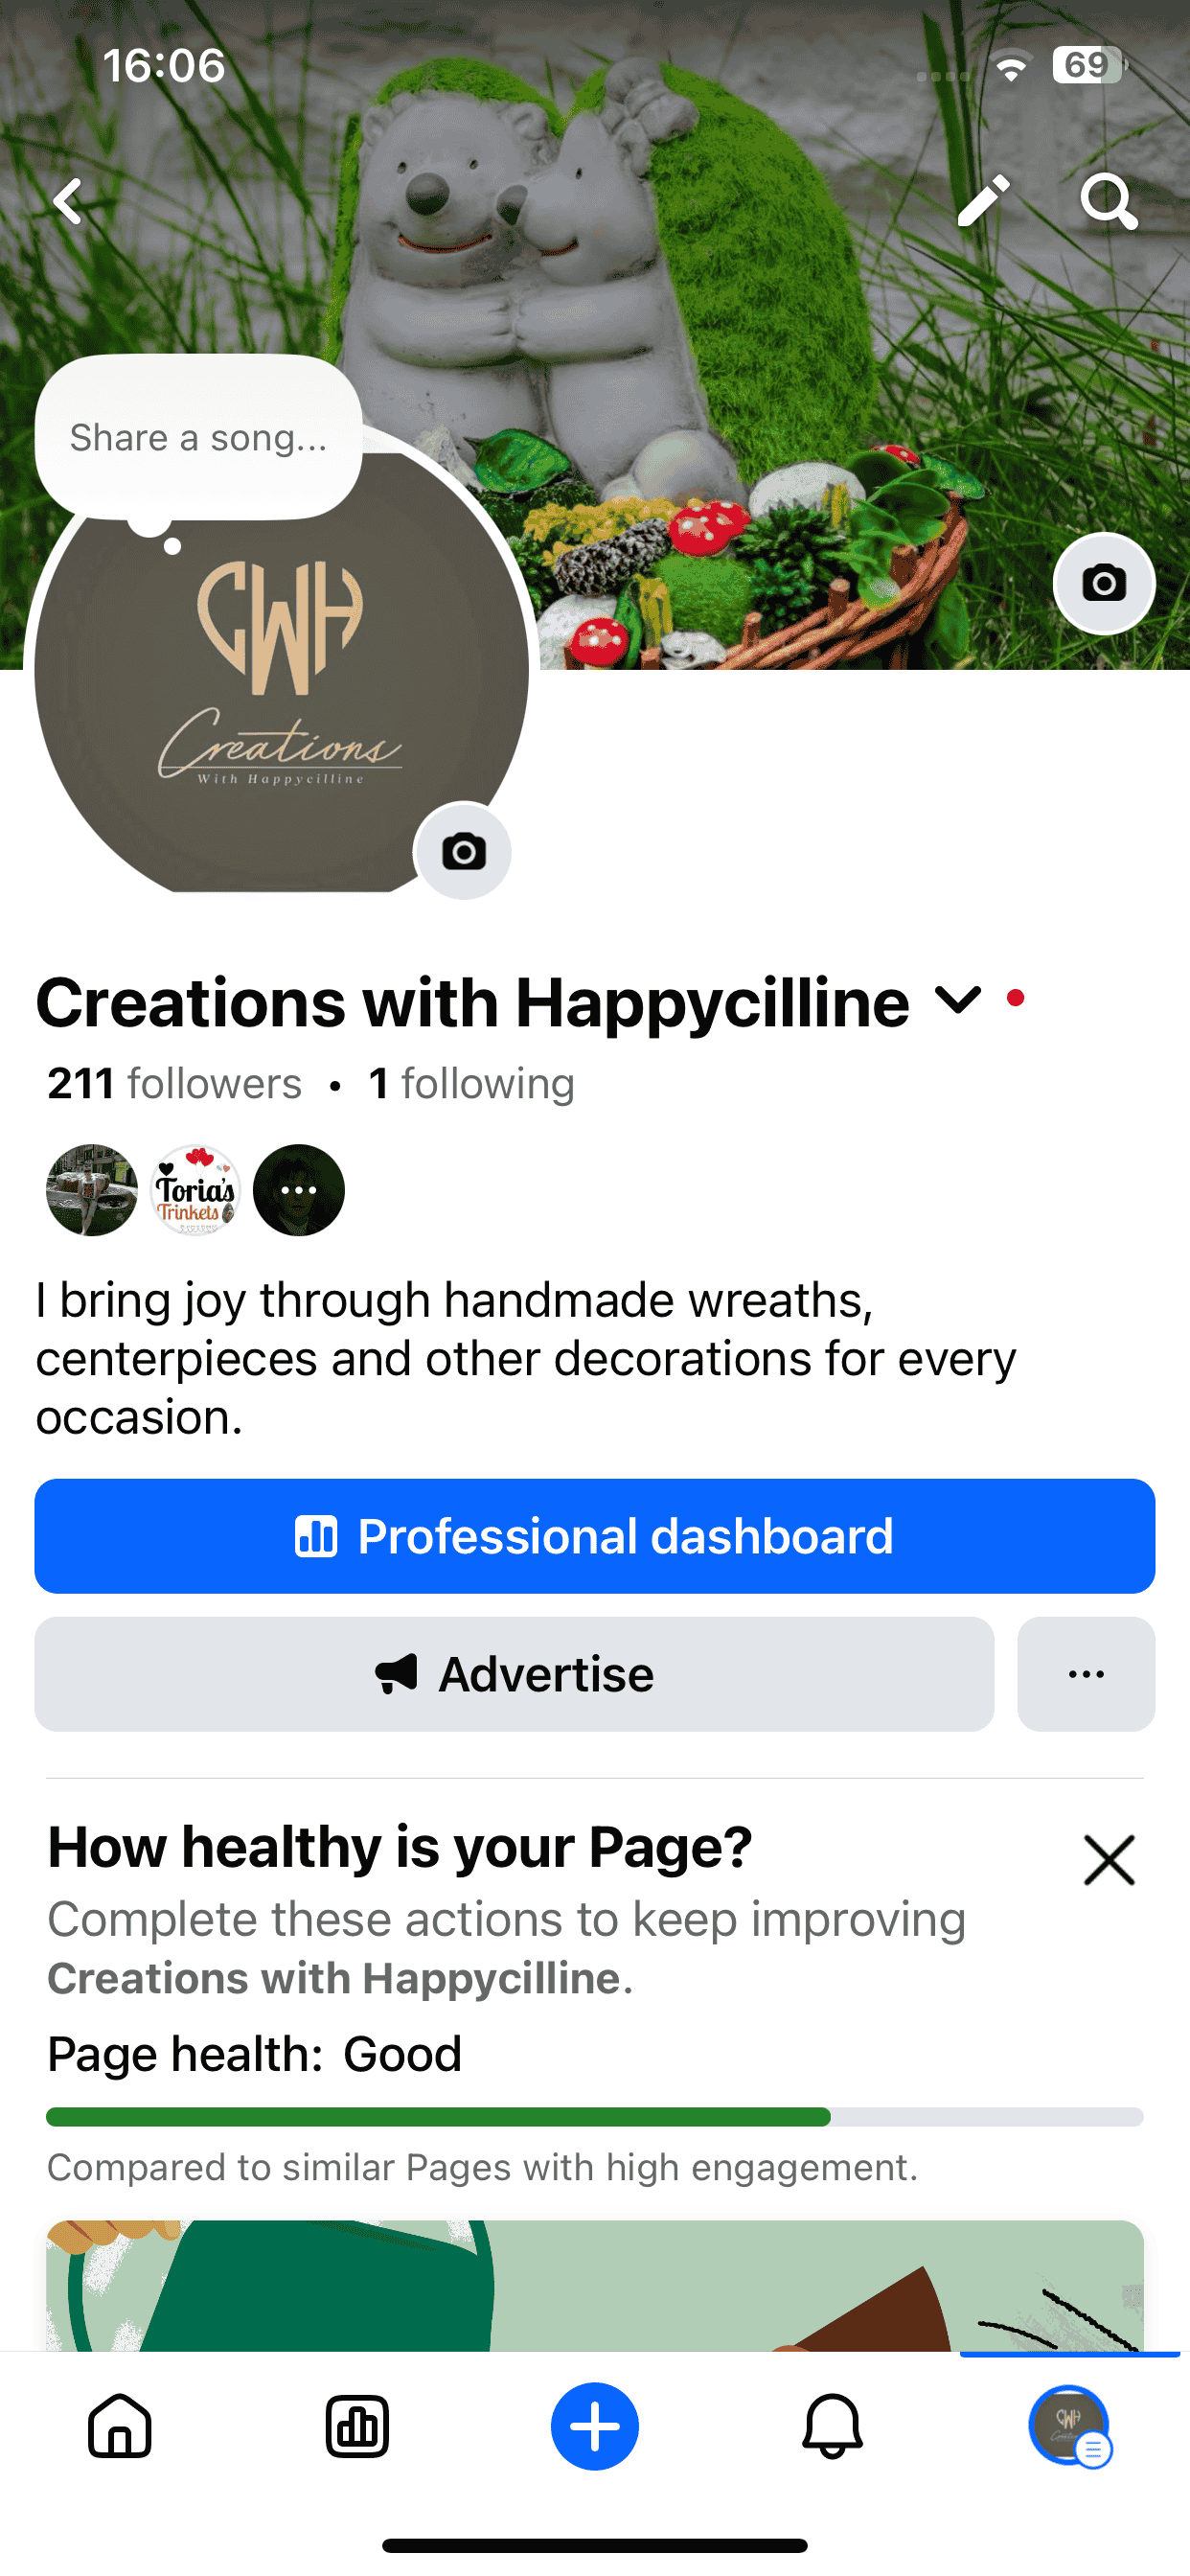 16:06
69
Share a song...
CWH
Creations
With Happycilline
Creations with Happycilline
211 followers • 1 following
Toria's
Trinkets
I bring joy through handmade wreaths,
centerpieces and other decorations for every
occasion.
Professional dashboard
Advertise
How healthy is your Page?
Complete these actions to keep improving
Creations with Happycilline.
Page health: Good
Compared to similar Pages with high engagement.
CWH
Creations